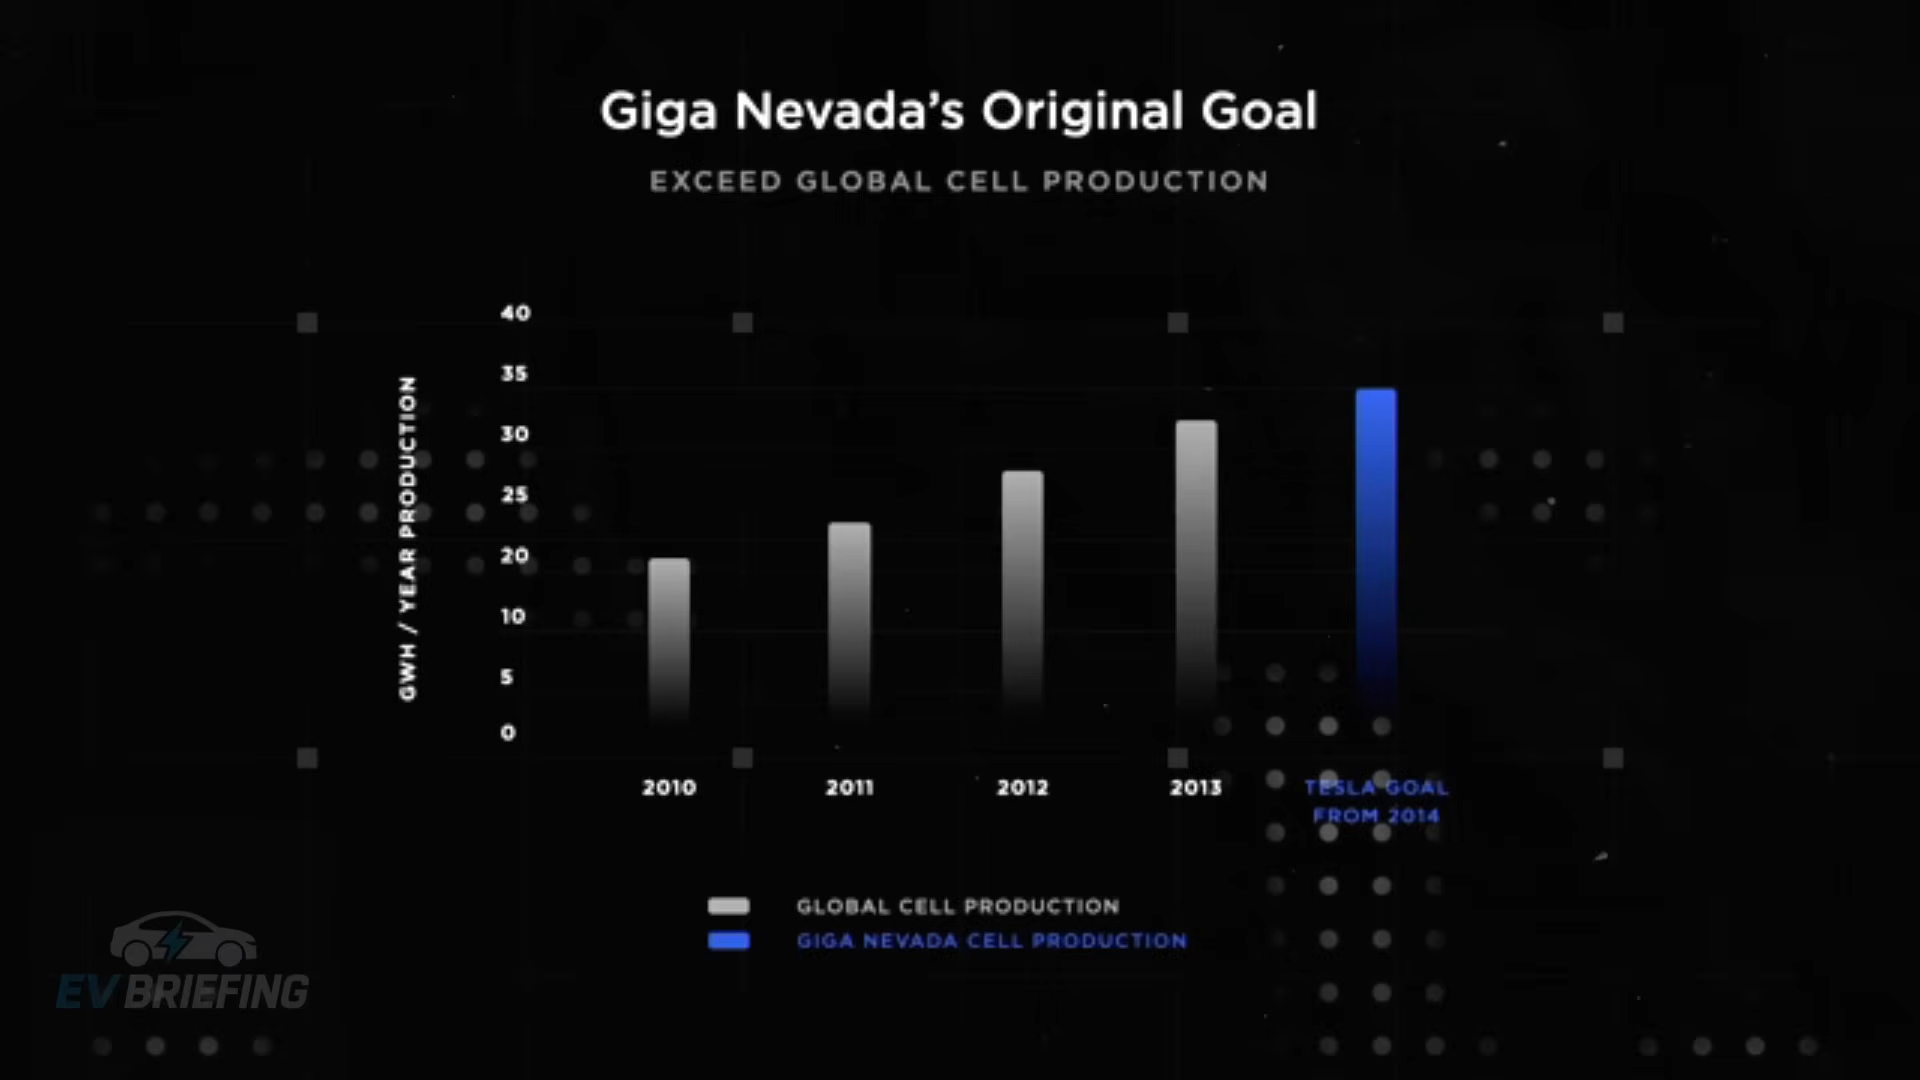 Giga Nevada's Original Goal
EXCEED GLOBAL CELL PRODUCTION
GWH / YEAR PRODUCTION
40
35
30
25
20
10
5
0
2010
2011
2012
2013
TESLA GOAL
FROM 2014
GLOBAL CELL PRODUCTION
GIGA NEVADA CELL PRODUCTION
EV BRIEFING